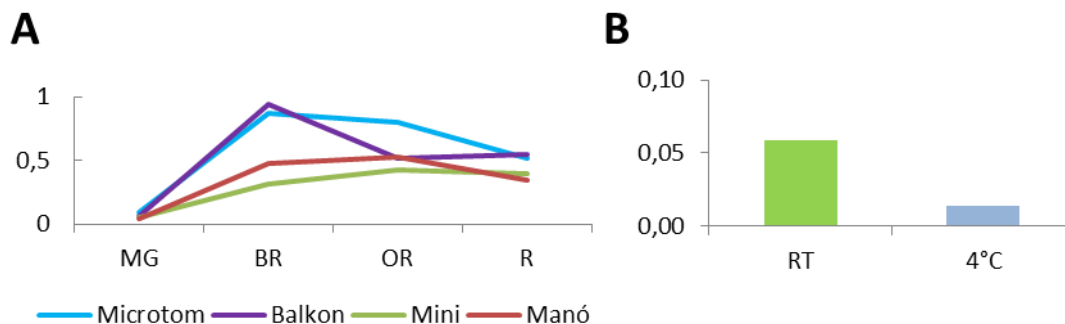 A
1
0,5
0
MG BR OR R
Microtom Balkon Mini Manó
B
0,10
0,05
0,00
RT 4°C